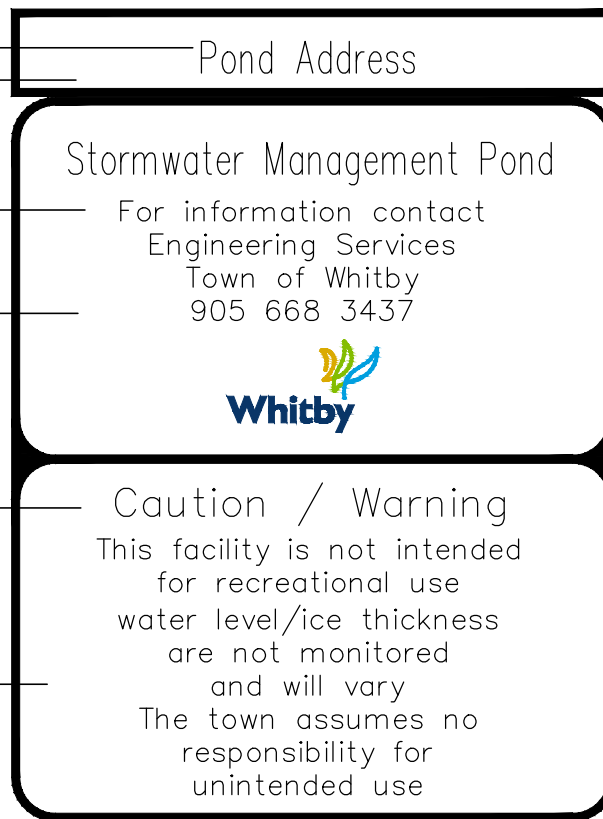 Pond Address
Stormwater Management Pond
For information contact
Engineering Services
Town of Whitby
905 668 3437
Whitby
Caution / Warning
This facility is not intended
for recreational use
water level/ice thickness
are not monitored
and will vary
The town assumes no
responsibility for
unintended use